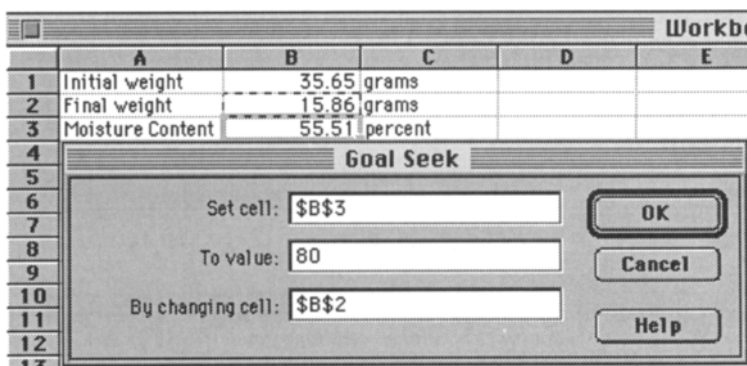 Workb
A B C D E
1 Initial weight 35.65 grams
2 Final weight 15.86 grams
3 Moisture Content 55.51 percent
4
Goal Seek
5
6
Set cell: $B$3 OK
7
8
To value: 80 Cancel
9
10
By changing cell: $B$2
11
Help
12
13